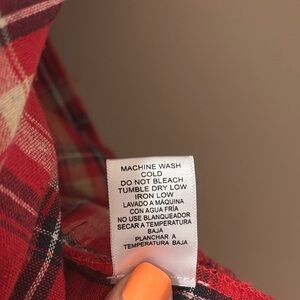 MACHINE WASH
COLD
DO NOT BLEACH
TUMBLE DRY LOW
IRON LOW
LAVADO A MÁQUINA
CON AGUA FRÍA
NO USE BLANQUEADOR
SECAR A TEMPERATURA
BAJA
PLANCHAR A
TEMPERATURA BAJA